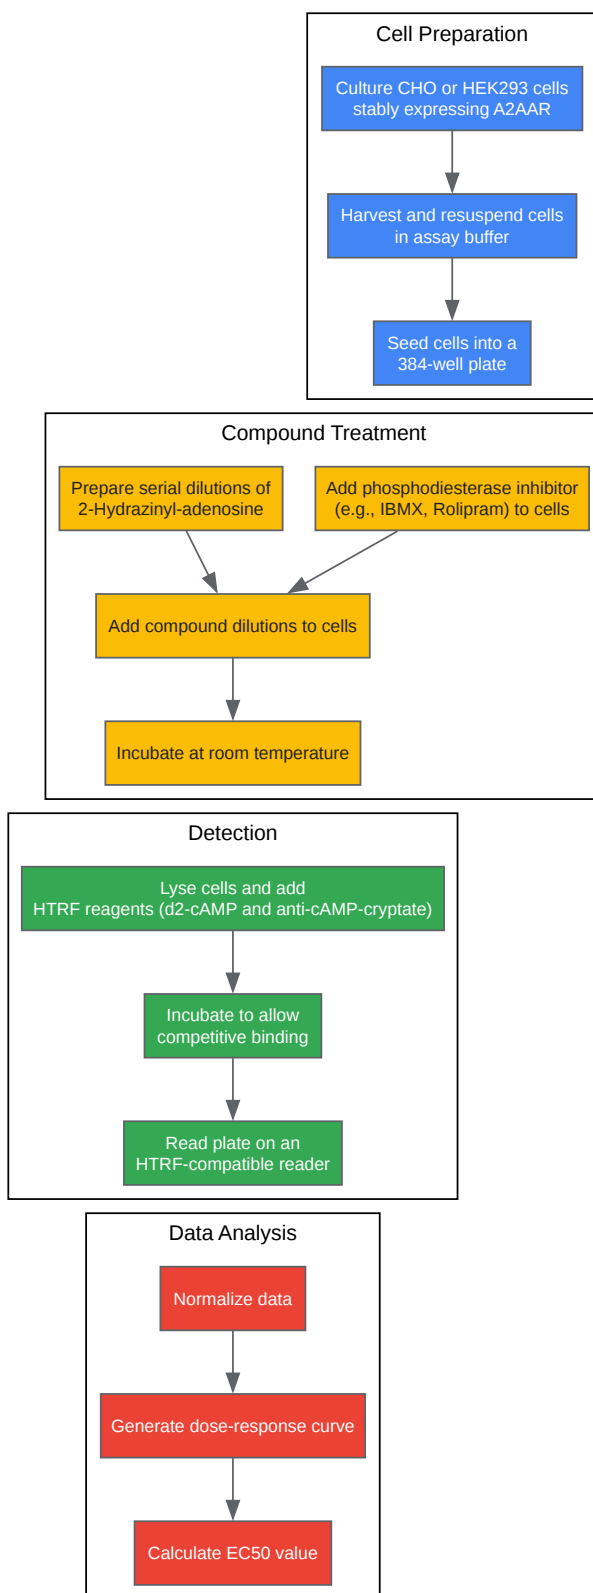 Cell Preparation
Culture CHO or HEK293 cells
stably expressing A2AAR
Harvest and resuspend cells
in assay buffer
Seed cells into a
384-well plate
Compound Treatment
Prepare serial dilutions of
2-Hydrazinyl-adenosine
Add phosphodiesterase inhibitor
(e.g., IBMX, Rolipram) to cells
Add compound dilutions to cells
Incubate at room temperature
Detection
Lyse cells and add
HTRF reagents (d2-cAMP and anti-cAMP-cryptate)
Incubate to allow
competitive binding
Read plate on an
HTRF-compatible reader
Data Analysis
Normalize data
Generate dose-response curve
Calculate EC50 value